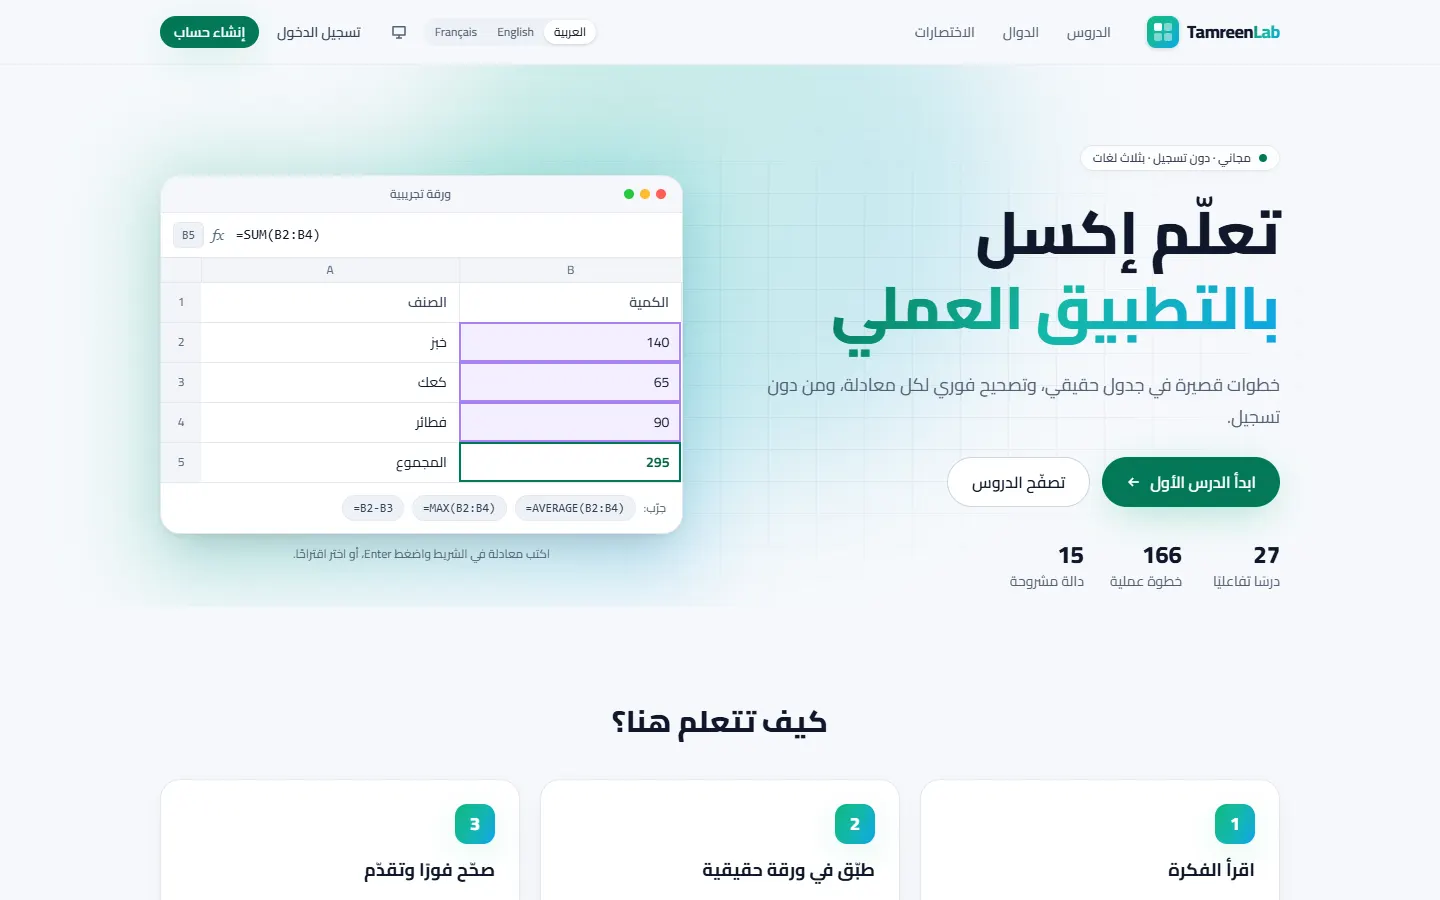 TamreenLab
الدروس
الدوال
الاختصارات
العربية
English
Français
تسجيل الدخول
إنشاء حساب
مجاني · دون تسجيل · بثلاث لغات
تعلّم إكسل
بالتطبيق العملي
خطوات قصيرة في جدول حقيقي، وتصحيح فوري لكل معادلة، ومن دون
تسجيل.
ابدأ الدرس الأول ←
تصفّح الدروس
27
درسًا تفاعليًا
166
خطوة عملية
15
دالة مشروحة
ورقة تجريبية
B5 fx =SUM(B2:B4)
A B
1 الصنف الكمية
2 خبز 140
3 كعك 65
4 فطائر 90
5 المجموع 295
جرّب: =AVERAGE(B2:B4) =MAX(B2:B4) =B2-B3
اكتب معادلة في الشريط واضغط Enter، أو اختر اقتراحًا.
كيف تتعلم هنا؟
1
اقرأ الفكرة
2
طبّق في ورقة حقيقية
3
صحّح فورًا وتقدّم